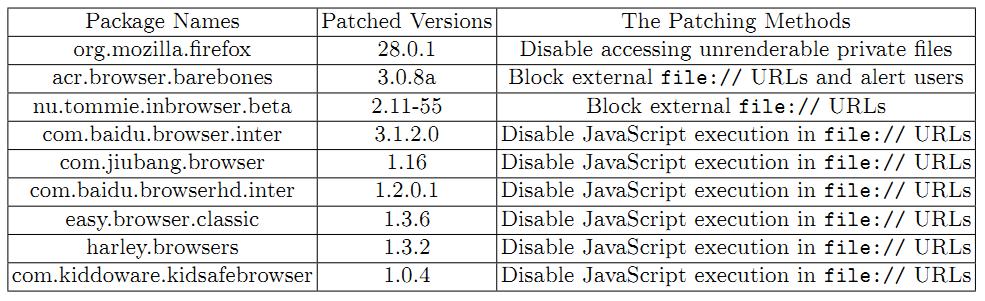 Package Names Patched Versions The Patching Methods
org.mozilla.firefox 28.0.1 Disable accessing unrenderable private files
acr.browser.barebones 3.0.8a Block external file:// URLs and alert users
nu.tommie.inbrowser.beta 2.11-55 Block external file:// URLs
com.baidu.browser.inter 3.1.2.0 Disable JavaScript execution in file:// URLs
com.jiubang.browser 1.16 Disable JavaScript execution in file:// URLs
com.baidu.browserhd.inter 1.2.0.1 Disable JavaScript execution in file:// URLs
easy.browser.classic 1.3.6 Disable JavaScript execution in file:// URLs
harley.browsers 1.3.2 Disable JavaScript execution in file:// URLs
com.kiddoware.kidsafebrowser 1.0.4 Disable JavaScript execution in file:// URLs